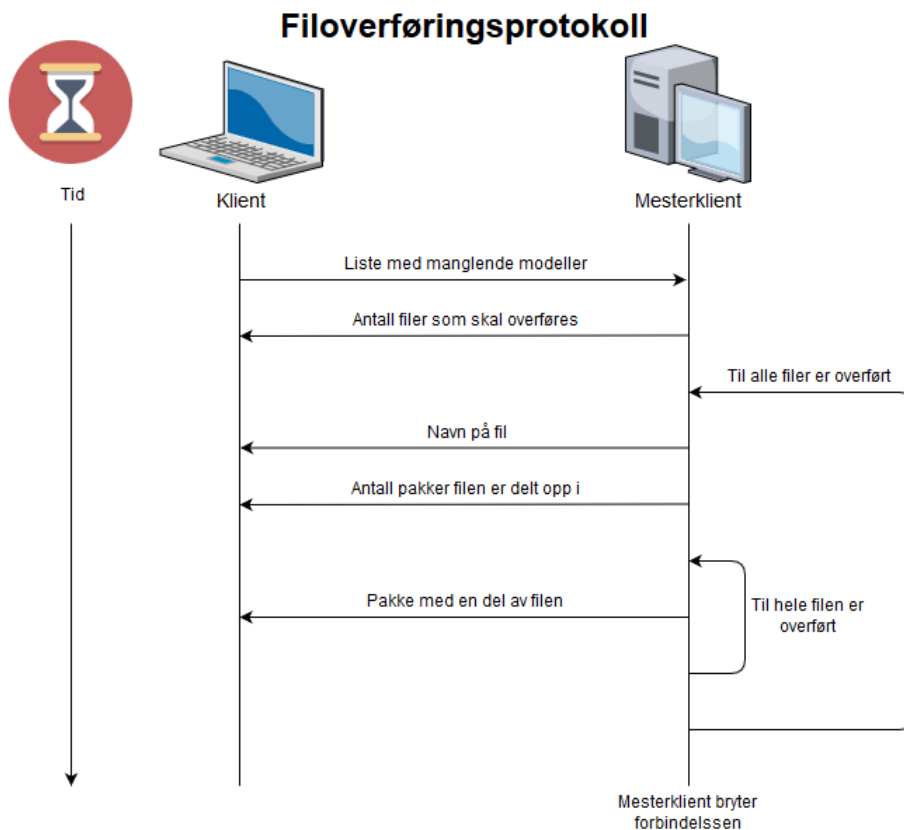 Filoverføringsprotokoll
Tid
Klient
Mesterklient
Liste med manglende modeller
Antall filer som skal overføres
Til alle filer er overført
Navn på fil
Antall pakker filen er delt opp i
Pakke med en del av filen
Til hele filen er
overført
Mesterklient bryter
forbindelssen